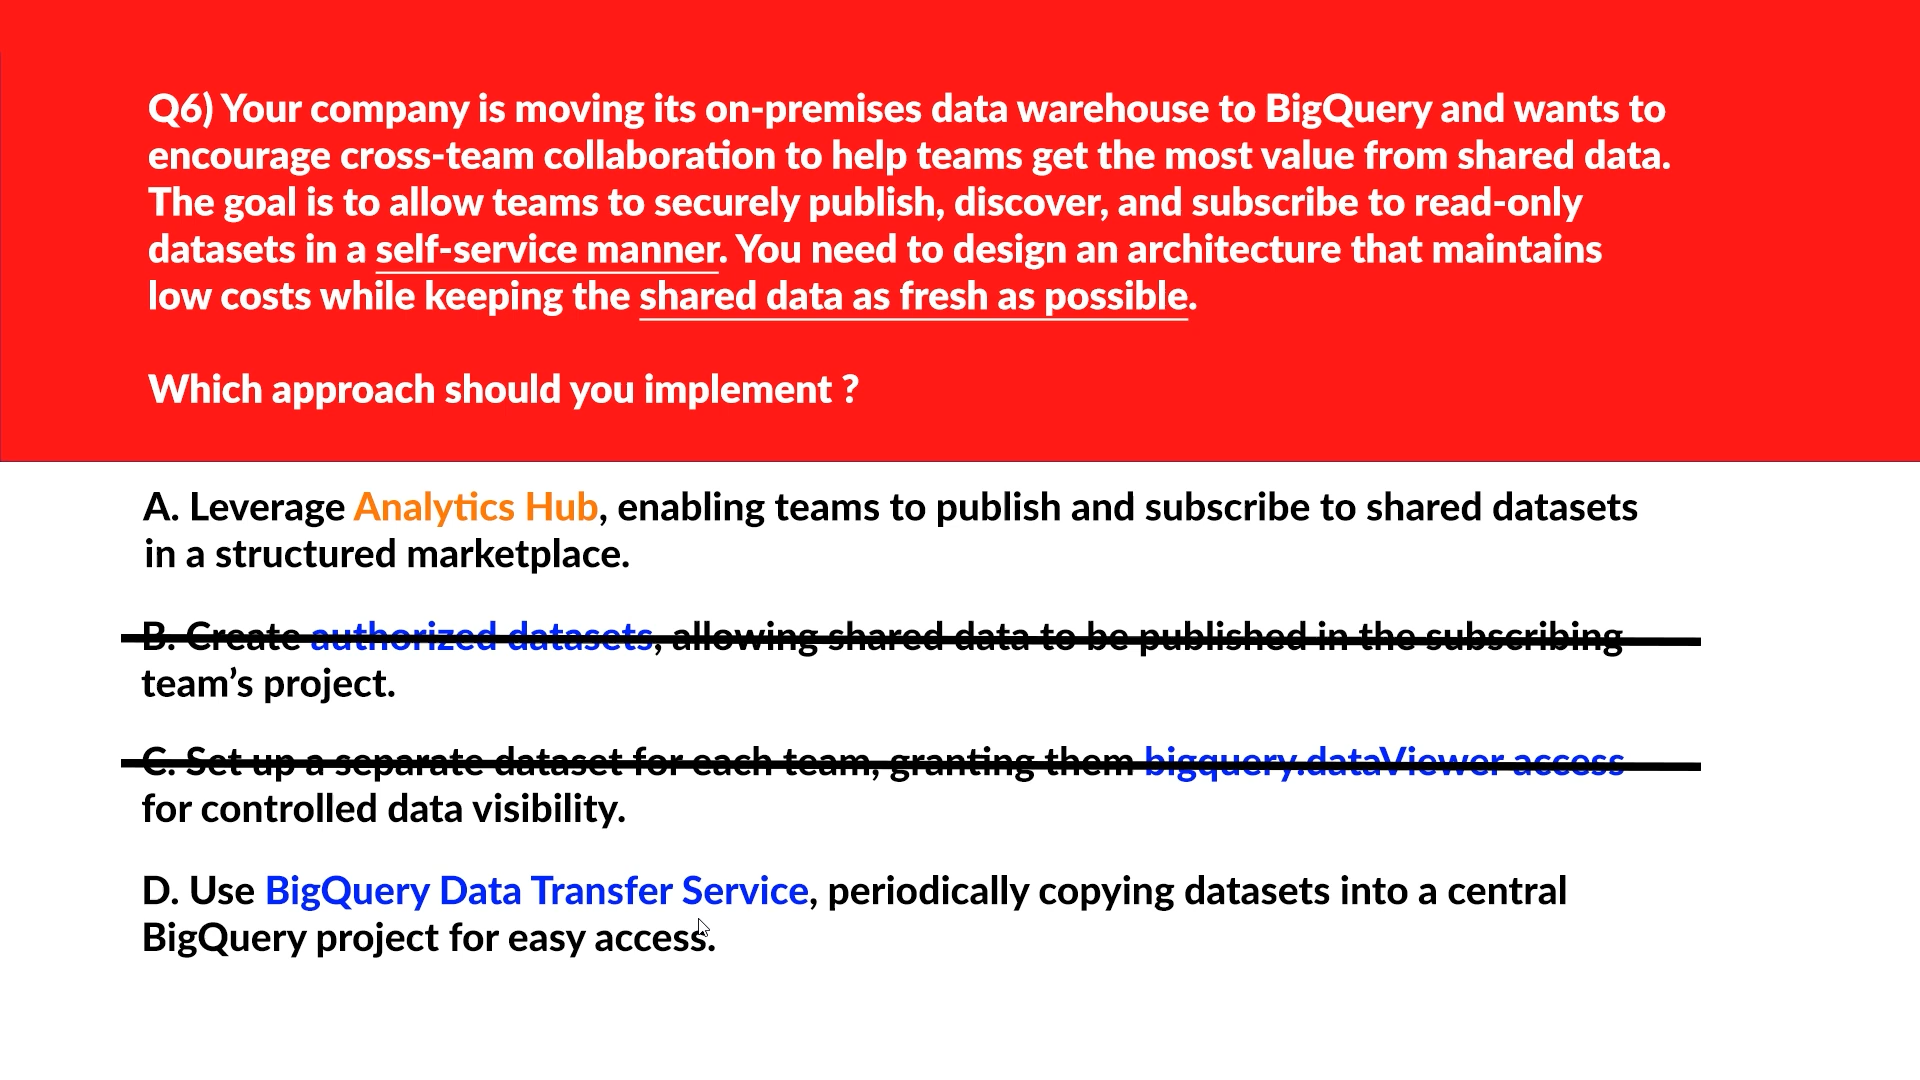 Q6) Your company is moving its on-premises data warehouse to BigQuery and wants to
encourage cross-team collaboration to help teams get the most value from shared data.
The goal is to allow teams to securely publish, discover, and subscribe to read-only
datasets in a self-service manner. You need to design an architecture that maintains
low costs while keeping the shared data as fresh as possible.
Which approach should you implement ?
A. Leverage Analytics Hub, enabling teams to publish and subscribe to shared datasets
in a structured marketplace.
B. Create authorized datasets, allowing shared data to be published in the subscribing
team’s project.
C. Set up a separate dataset for each team, granting them bigquery.dataViewer access
for controlled data visibility.
D. Use BigQuery Data Transfer Service, periodically copying datasets into a central
BigQuery project for easy access.